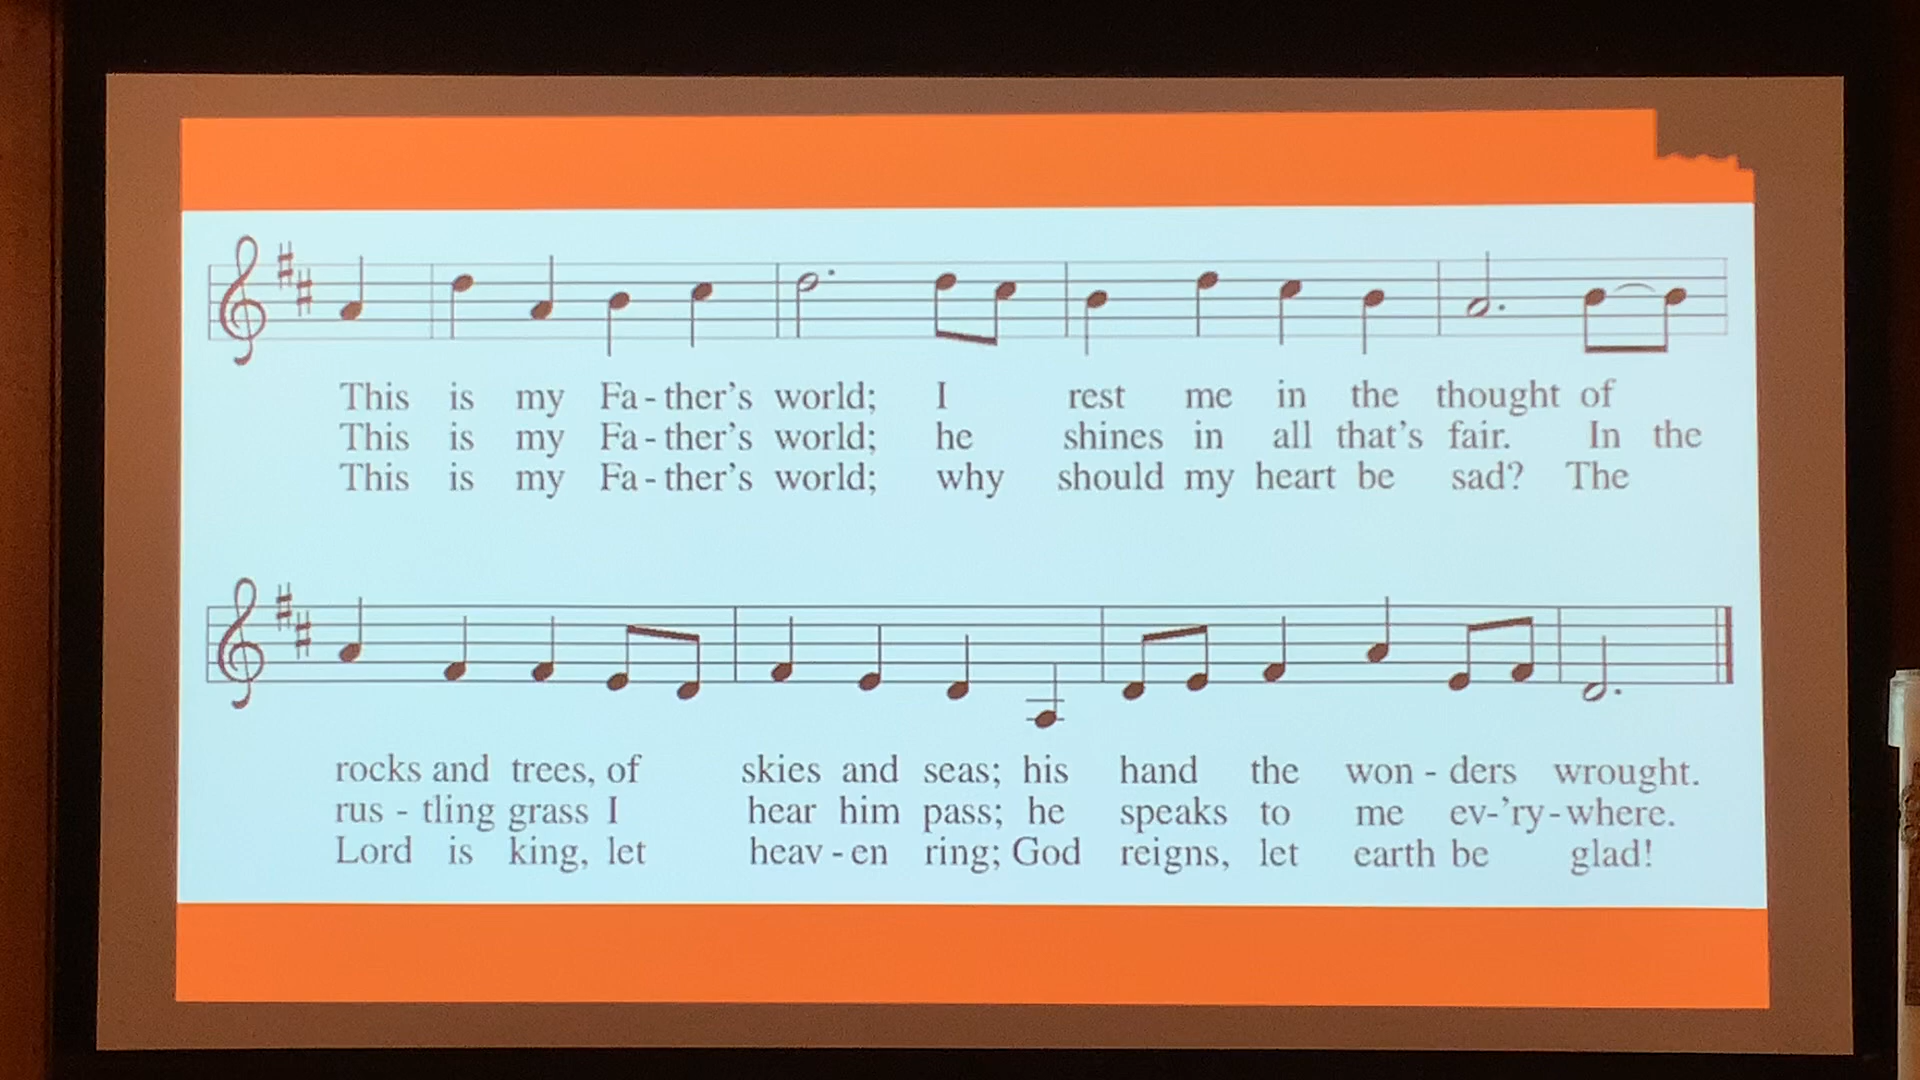 This is my Fa - ther's world; I rest me in the thought of
This is my Fa - ther's world; he shines in all that's fair. In the
This is my Fa - ther's world; why should my heart be sad? The
rocks and trees, of skies and seas; his hand the won - ders wrought.
rus - tling grass I hear him pass; he speaks to me ev-'ry-where.
Lord is king, let heav - en ring; God reigns, let earth be glad!